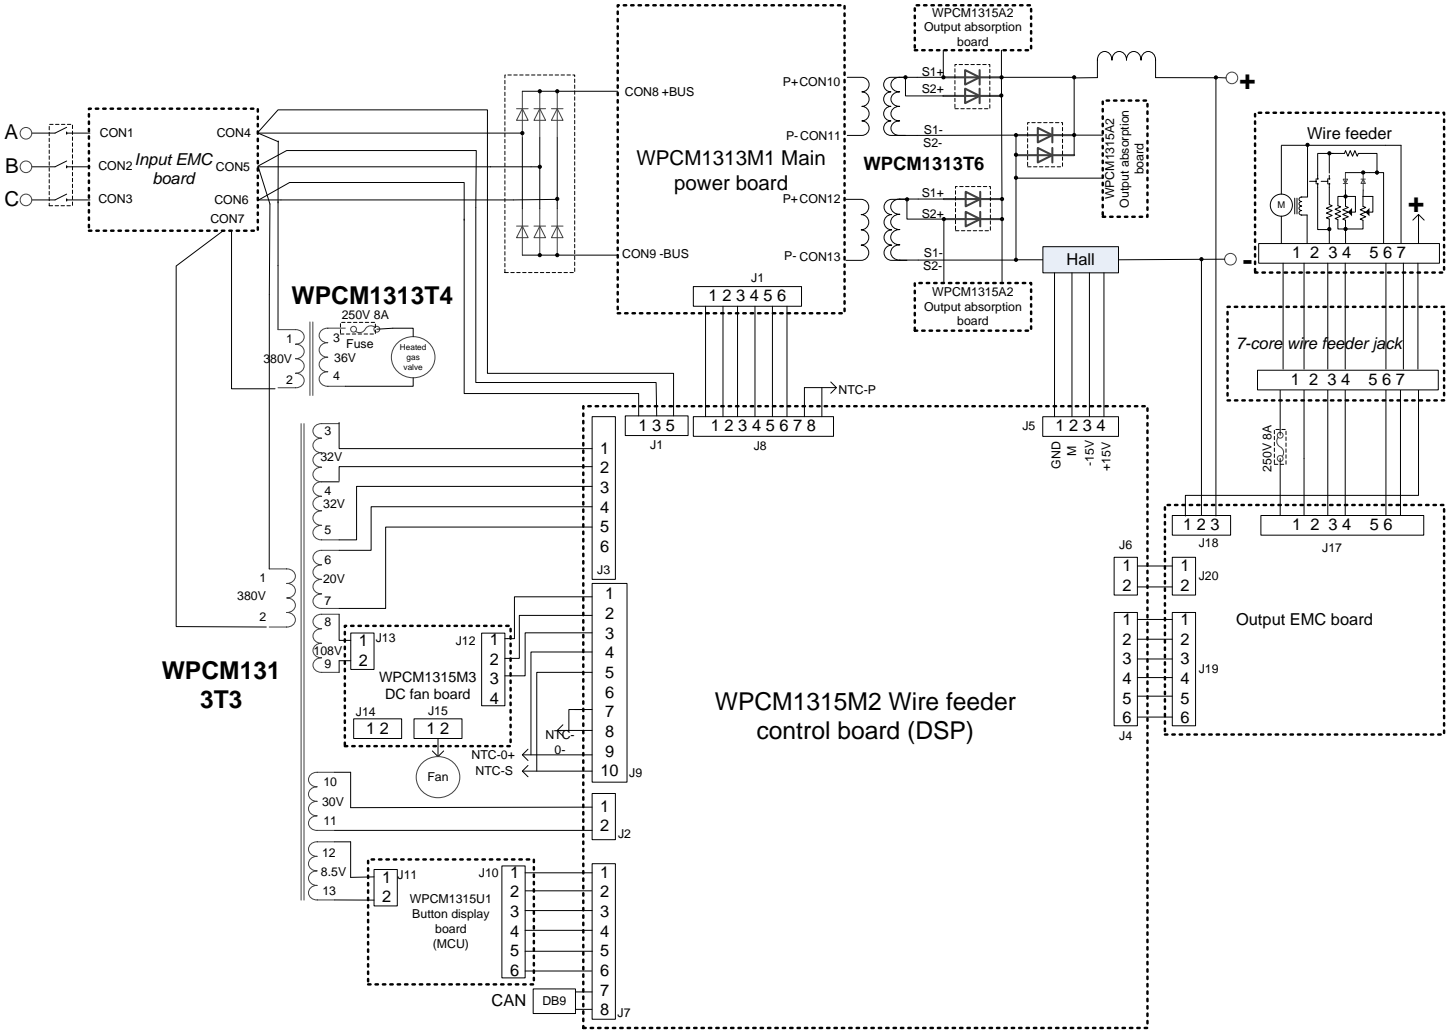 A
B
C
CON1
CON2
CON3
Input EMC
board
CON4
CON5
CON6
CON7
CON8 +BUS
CON9 -BUS
WPCM1313M1 Main
power board
P+CON10
P- CON11
P+CON12
P- CON13
J1
1 2 3 4 5 6
WPCM1313T6
S1+
S2+
S1-
S2-
S1+
S2+
S1-
S2-
WPCM1315A2
Output absorption
board
WPCM1315A2
Output absorption
board
WPCM1315A2
Output absorption
board
+
-
Hall
Wire feeder
M
+
1 2 3 4 5 6 7
7-core wire feeder jack
1 2 3 4 5 6 7
250V 8A
WPCM1313T4
250V 8A
Fuse
1
380V
2
3
36V
4
Heated
gas
valve
NTC-P
1 3 5
J1
1 2 3 4 5 6 7 8
J8
J5
1 2 3 4
GND
M
-15V
+15V
3
32V
4
32V
5
6
20V
7
8
108V
9
10
30V
11
12
8.5V
13
1
380V
2
WPCM131
3T3
1
2
3
4
5
6
J3
1
2
3
4
5
6
7
8
9
10
J9
1
2
J13
J12
1
2
3
4
WPCM1315M3
DC fan board
J14
1 2
J15
1 2
Fan
NTC-
0-
NTC-0+
NTC-S
1
2
J2
1
2
J11
J10
1
2
3
4
5
6
WPCM1315U1
Button display
board
(MCU)
1
2
3
4
5
6
7
8
J7
CAN
DB9
WPCM1315M2 Wire feeder
control board (DSP)
J6
1
2
1
2
J20
1
2
3
4
5
6
J4
1
2
3
4
5
6
J19
1 2 3
J18
1 2 3 4 5 6
J17
Output EMC board